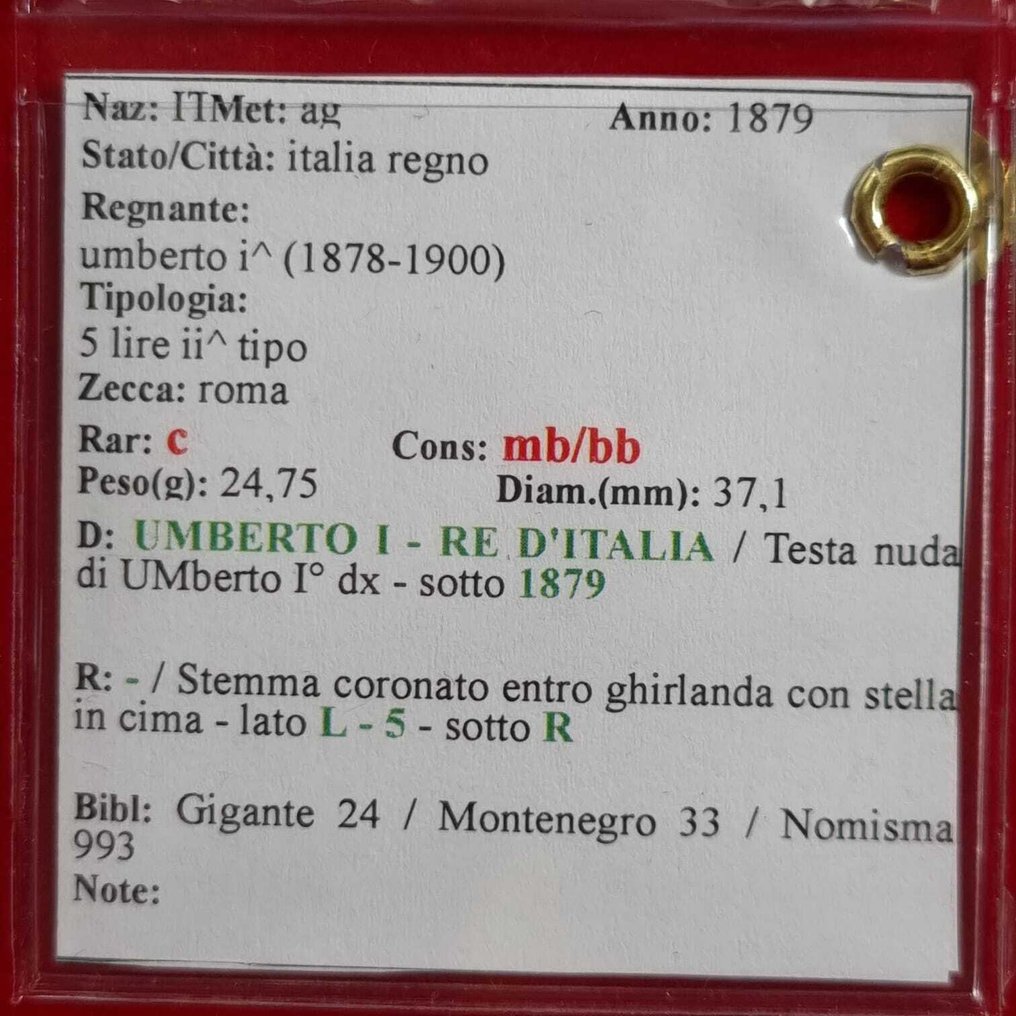 Naz: ITMet: ag Anno: 1879
Stato/Città: italia regno
Regnante:
umberto i^ (1878-1900)
Tipologia:
5 lire ii^ tipo
Zecca: roma
Rar: c Cons: mb/bb
Peso(g): 24,75 Diam.(mm): 37,1
D: UMBERTO I - RE D'ITALIA / Testa nuda
di UMberto I° dx - sotto 1879
R: - / Stemma coronato entro ghirlanda con stella
in cima - lato L - 5 - sotto R
Bibl: Gigante 24 / Montenegro 33 / Nomisma
993
Note: